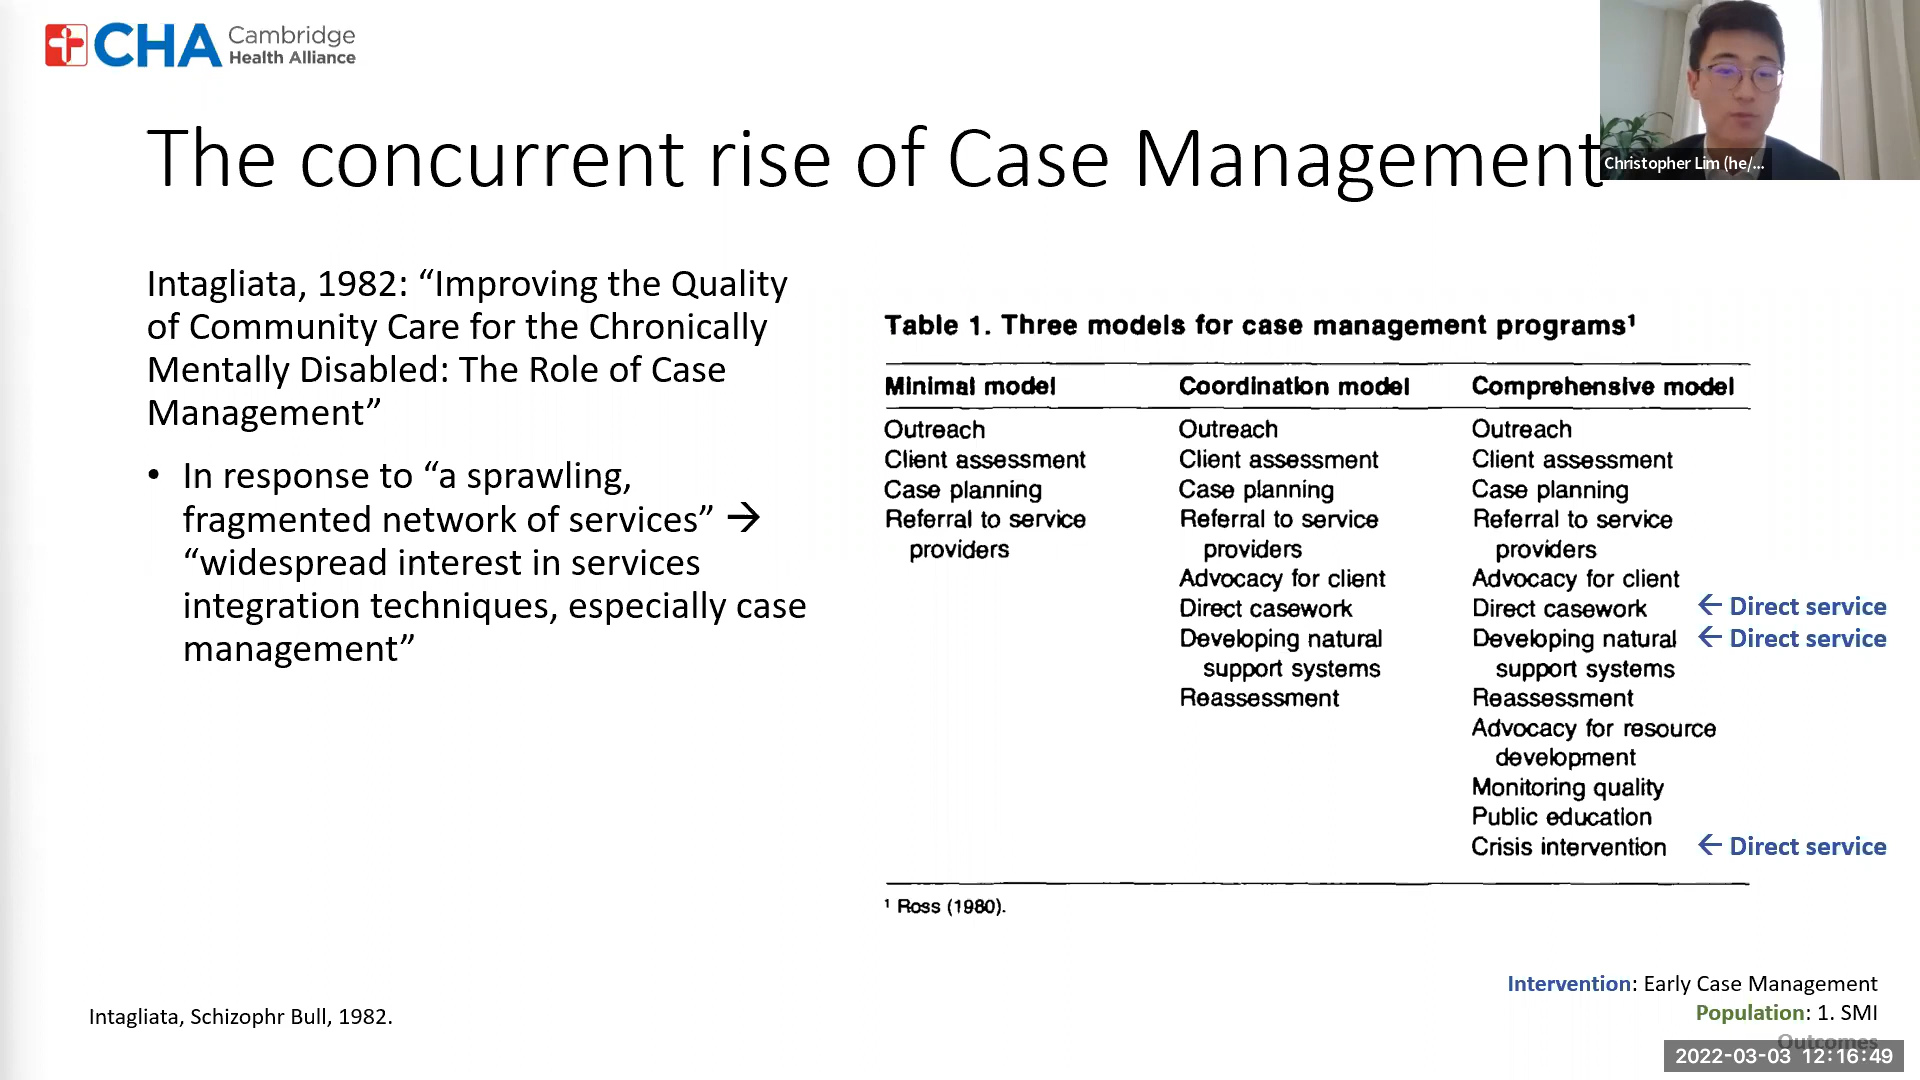 CHA Cambridge
Health Alliance
Christopher Lim (he/...
The concurrent rise of Case Management
Intagliata, 1982: “Improving the Quality
of Community Care for the Chronically
Mentally Disabled: The Role of Case
Management”
• In response to “a sprawling,
fragmented network of services” →
“widespread interest in services
integration techniques, especially case
management”
Table 1. Three models for case management programs¹
Minimal model
Outreach
Client assessment
Case planning
Referral to service
providers
Coordination model
Outreach
Client assessment
Case planning
Referral to service
providers
Advocacy for client
Direct casework
Developing natural
support systems
Reassessment
Comprehensive model
Outreach
Client assessment
Case planning
Referral to service
providers
Advocacy for client
Direct casework ← Direct service
Developing natural ← Direct service
support systems
Reassessment
Advocacy for resource
development
Monitoring quality
Public education
Crisis intervention ← Direct service
¹ Ross (1980).
Intagliata, Schizophr Bull, 1982.
Intervention: Early Case Management
Population: 1. SMI
Outcomes
2022-03-03 12:16:49